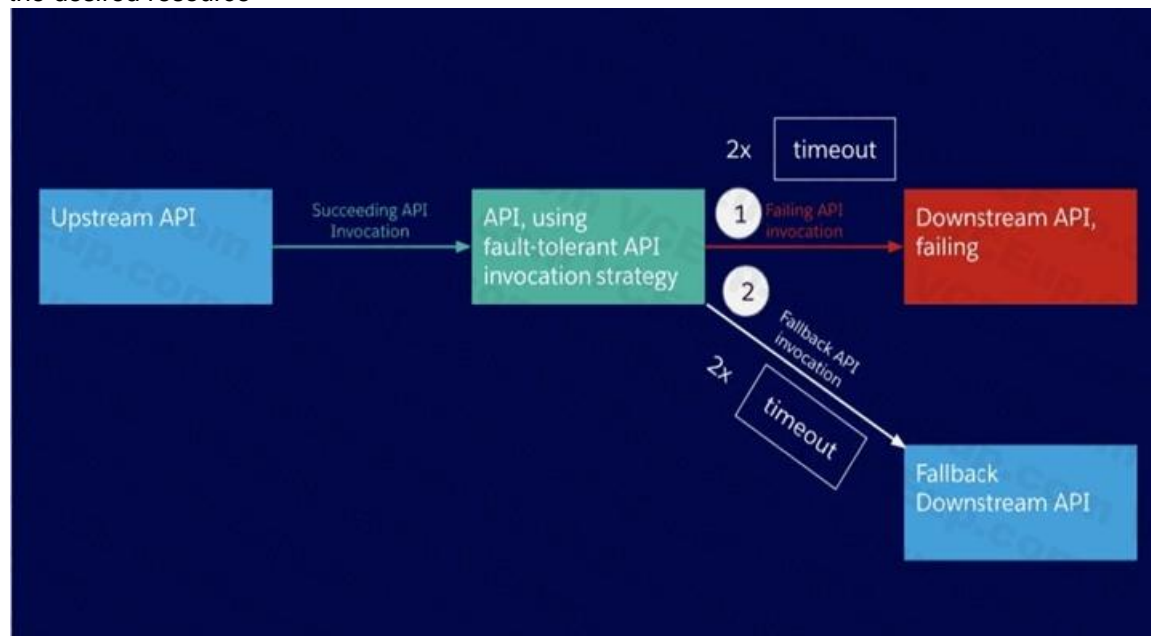 the desired resource
2x
timeout
Upstream API
Succeeding API
Invocation
API, using
fault-tolerant API
invocation strategy
1
Failing API
invocation
Downstream API,
failing
2
Fallback API
invocation
2x
timeout
Fallback
Downstream API